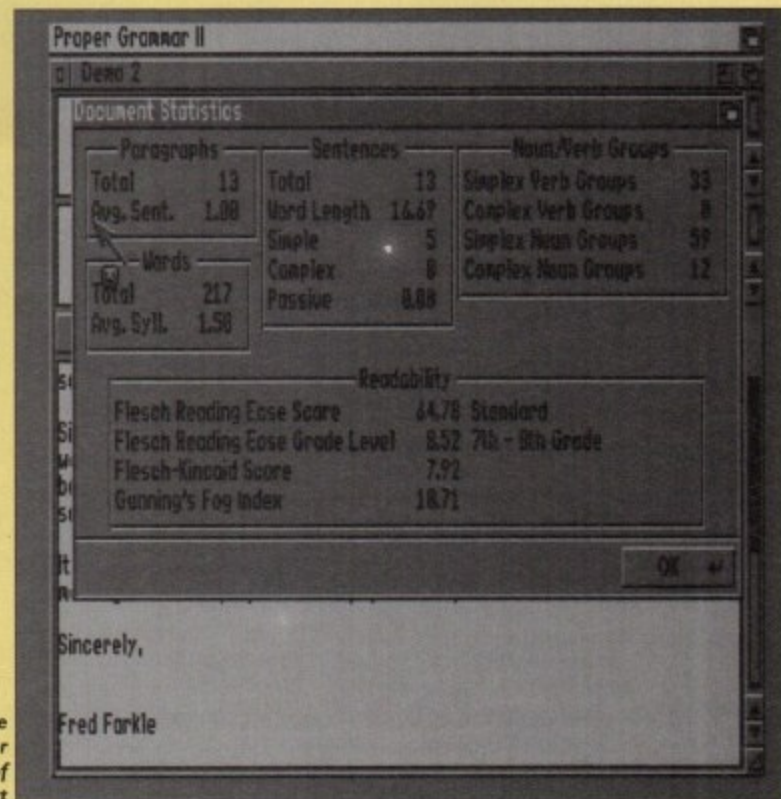 Proper Grammar II
Demo 2
Document Statistics
Paragraphs
Total 13
Avg. Sent. 1.00
Words
Total 217
Avg. Syll. 1.50
Sentences
Total 13
Word Length 16.69
Simple 5
Complex 8
Passive 0.08
Noun/Verb Groups
Simplex Verb Groups 33
Complex Verb Groups
Simplex Noun Groups 59
Complex Noun Groups 12
Readability
Flesch Reading Ease Score 64.78 Standard
Flesch Reading Ease Grade Level 8.52 7th - 8th Grade
Flesch-Kincaid Score 7.92
Gunning's Fog Index 10.71
OK
Sincerely,
Fred Farkle